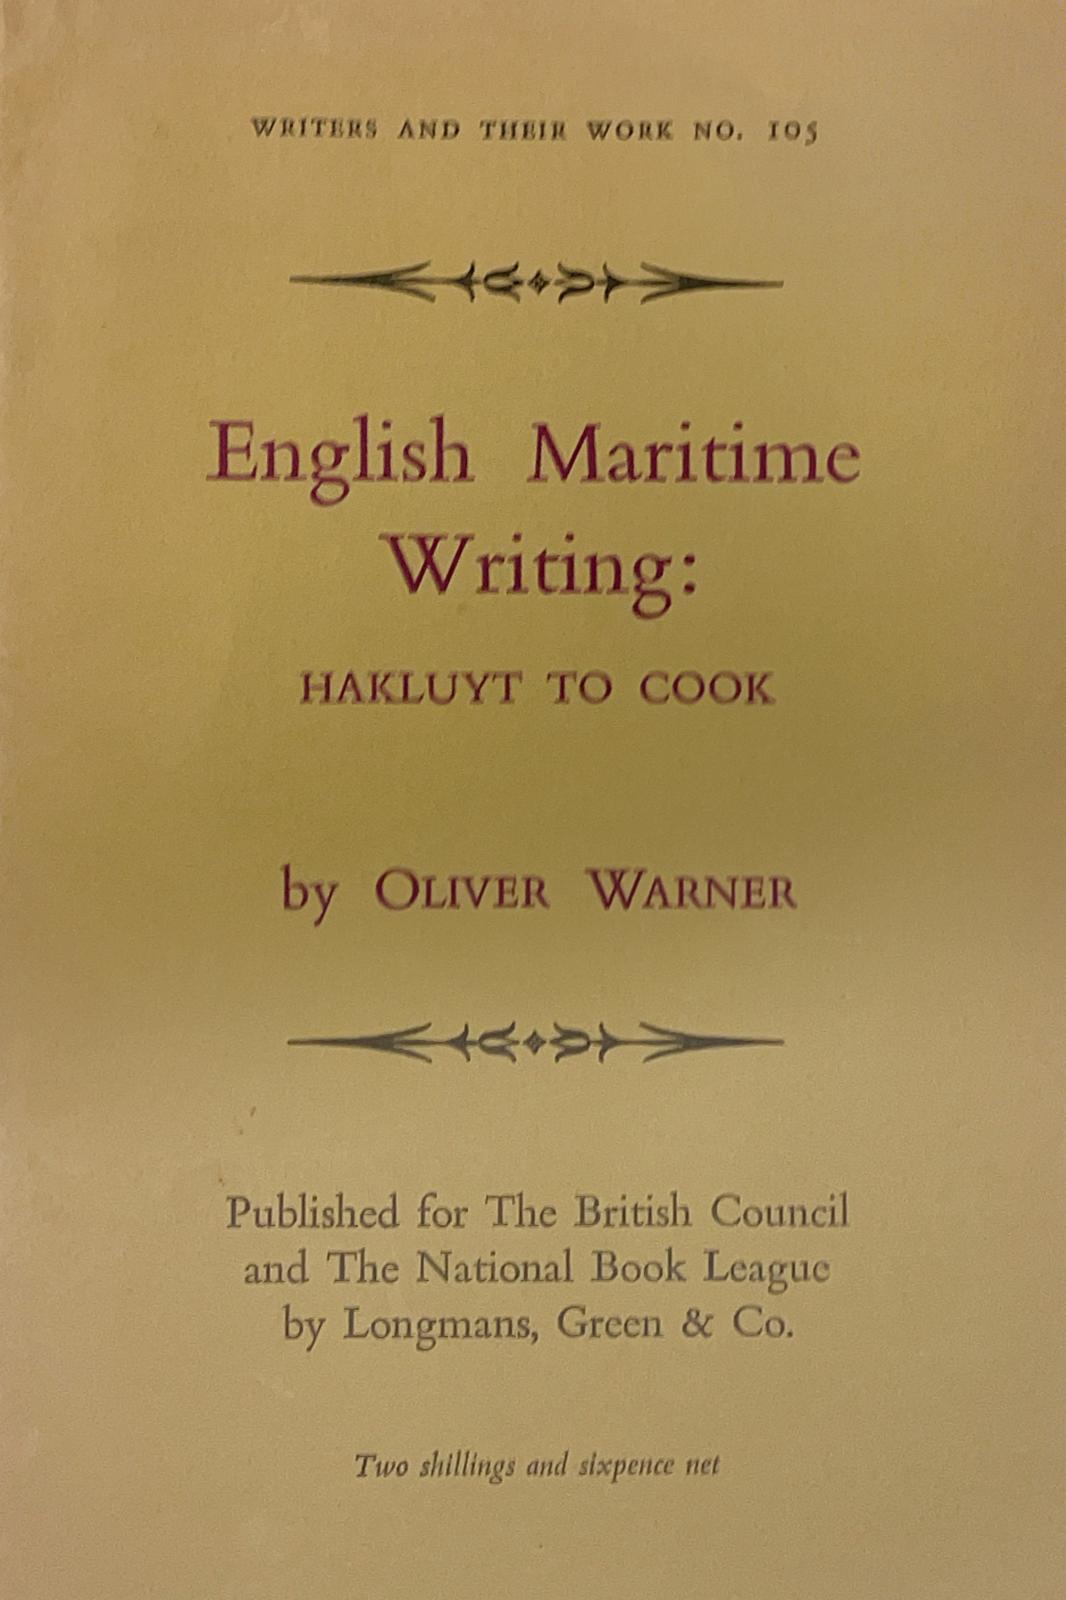 WRITERS AND THEIR WORK NO. 105
English Maritime
Writing:
HAKLUYT TO COOK
by OLIVER WARNER
Published for The British Council
and The National Book League
by Longmans, Green & Co.
Two shillings and sixpence net